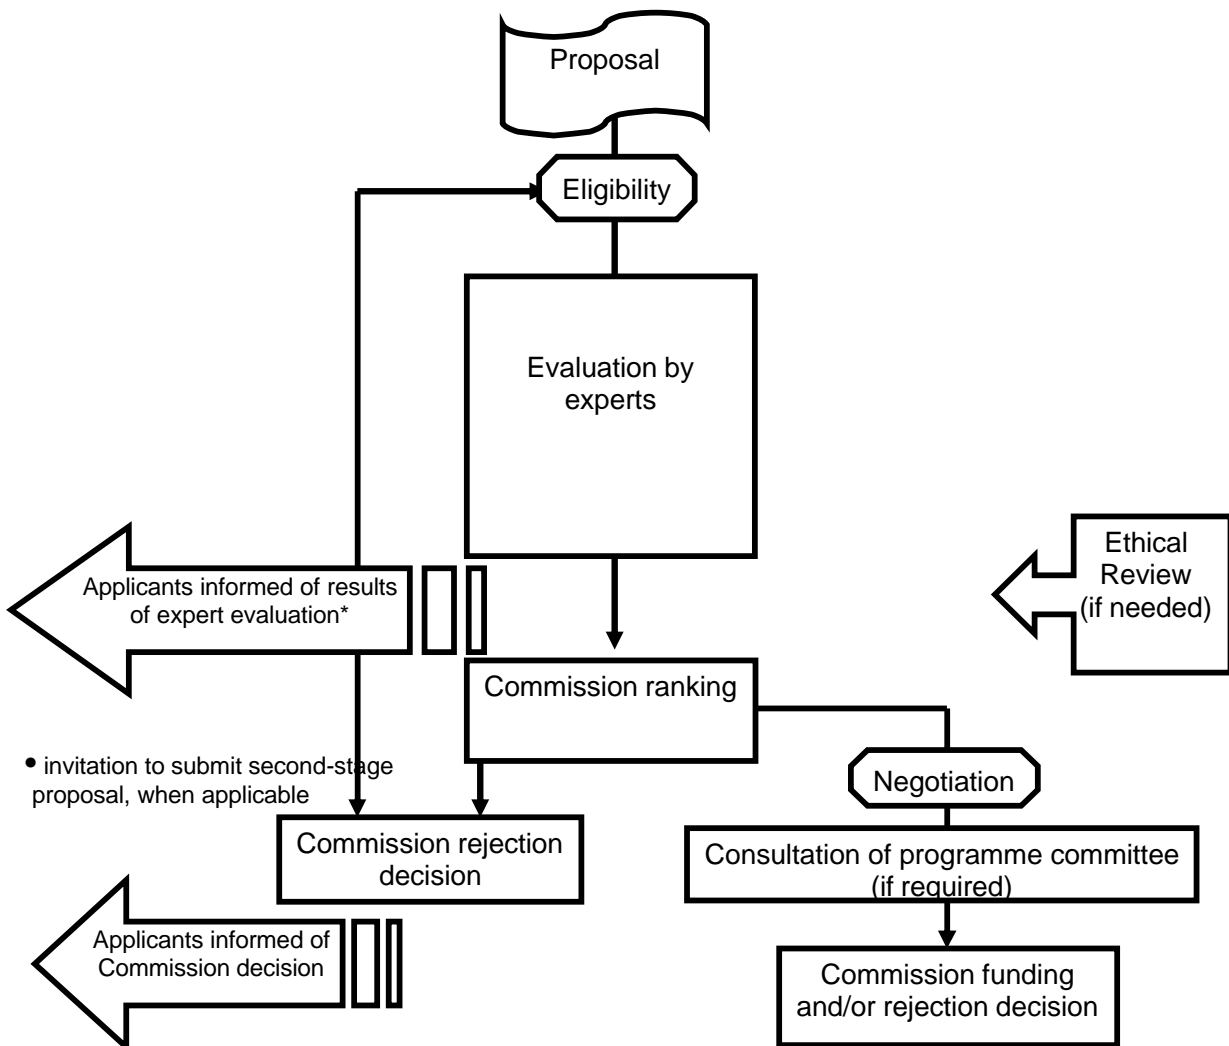 Proposal
Eligibility
Evaluation by
experts
Ethical
Review
(if needed)
Applicants informed of results
of expert evaluation*
Commission ranking
• invitation to submit second-stage
proposal, when applicable
Negotiation
Commission rejection
decision
Consultation of programme committee
(if required)
Applicants informed of
Commission decision
Commission funding
and/or rejection decision